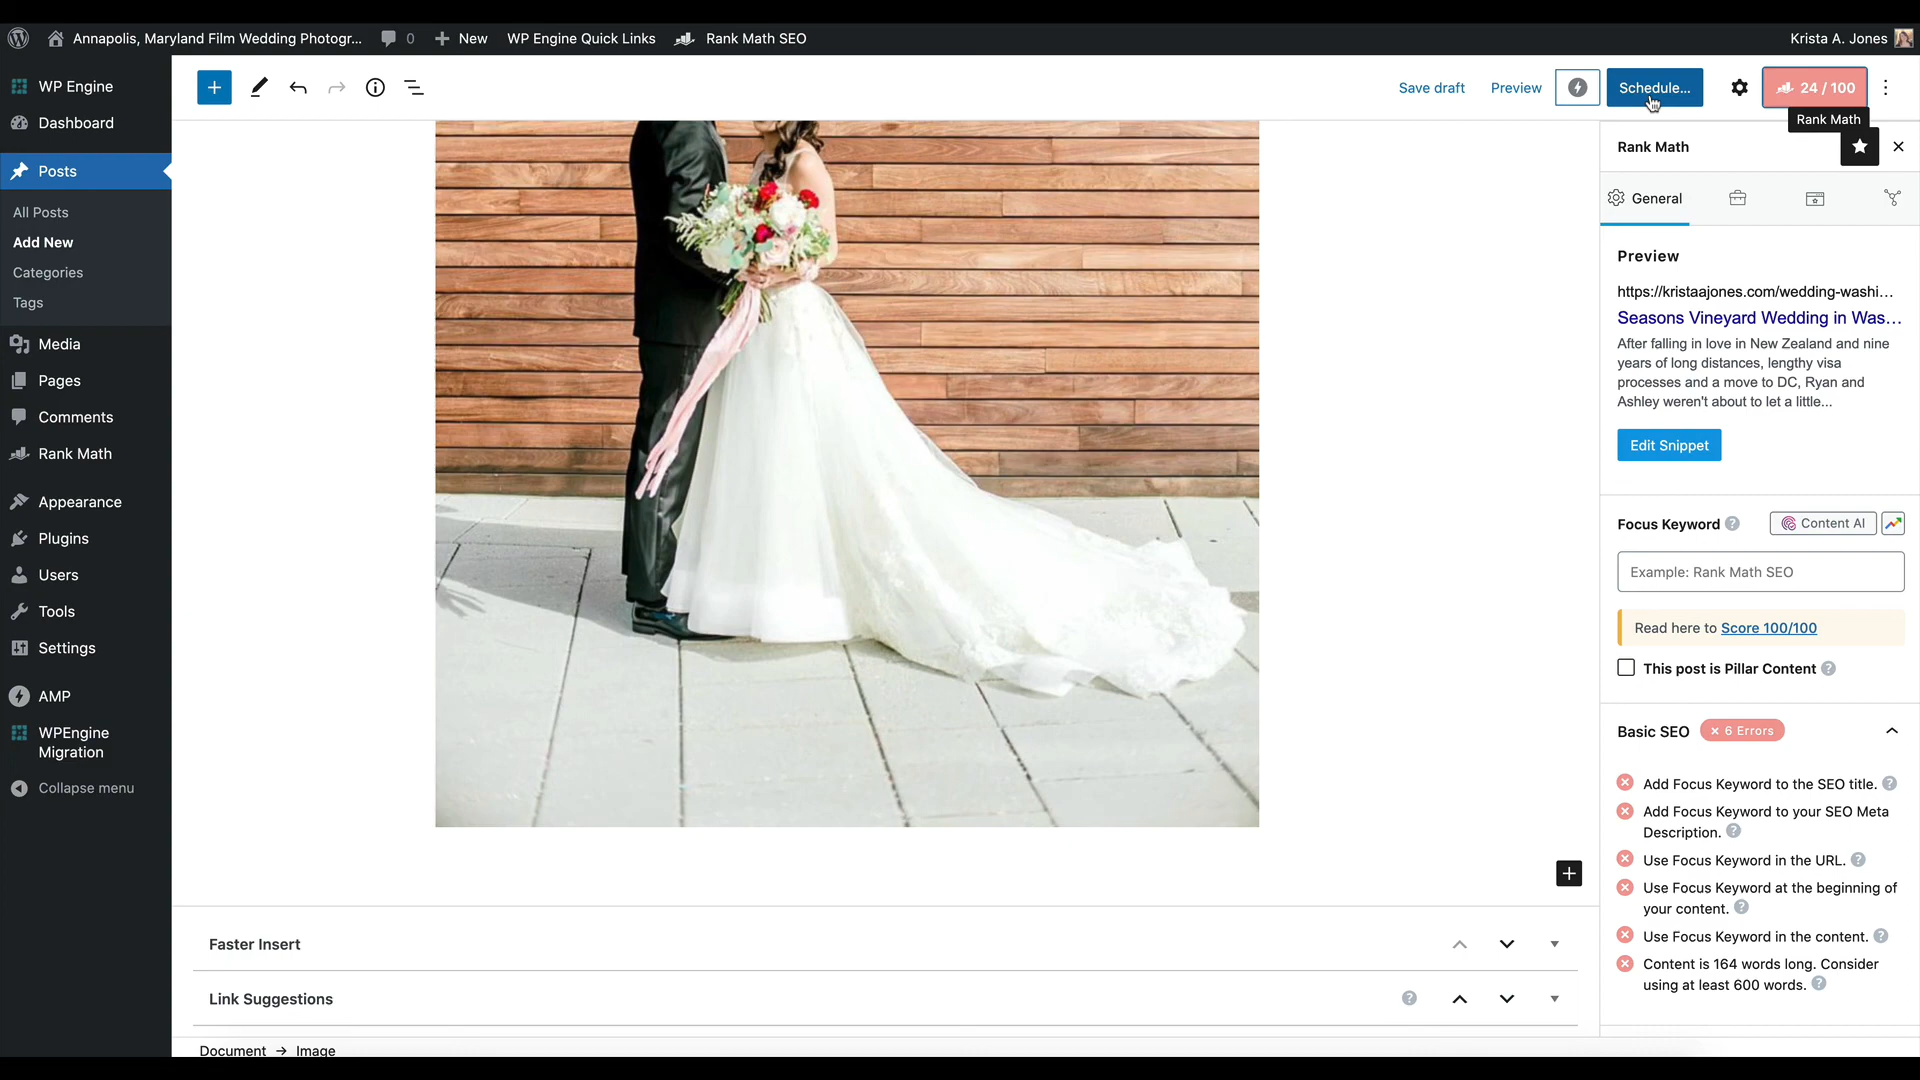 Annapolis, Maryland Film Wedding Photogr... 0 New WP Engine Quick Links Rank Math SEO Krista A. Jones
WP Engine
Dashboard
Posts
All Posts
Add New
Categories
Tags
Media
Pages
Comments
Rank Math
Appearance
Plugins
Users
Tools
Settings
AMP
WPEngine
Migration
Collapse menu
Save draft Preview Schedule... 24 / 100
Rank Math
Rank Math
General
Preview
https://kristaajones.com/wedding-washi...
Seasons Vineyard Wedding in Was...
After falling in love in New Zealand and nine
years of long distances, lengthy visa
processes and a move to DC, Ryan and
Ashley weren't about to let a little...
Edit Snippet
Focus Keyword ? Content AI
Example: Rank Math SEO
Read here to Score 100/100
This post is Pillar Content ?
Basic SEO × 6 Errors
Add Focus Keyword to the SEO title. ?
Add Focus Keyword to your SEO Meta
Description. ?
Use Focus Keyword in the URL. ?
Use Focus Keyword at the beginning of
your content. ?
Use Focus Keyword in the content. ?
Content is 164 words long. Consider
using at least 600 words. ?
Faster Insert
Link Suggestions ?
Document → Image